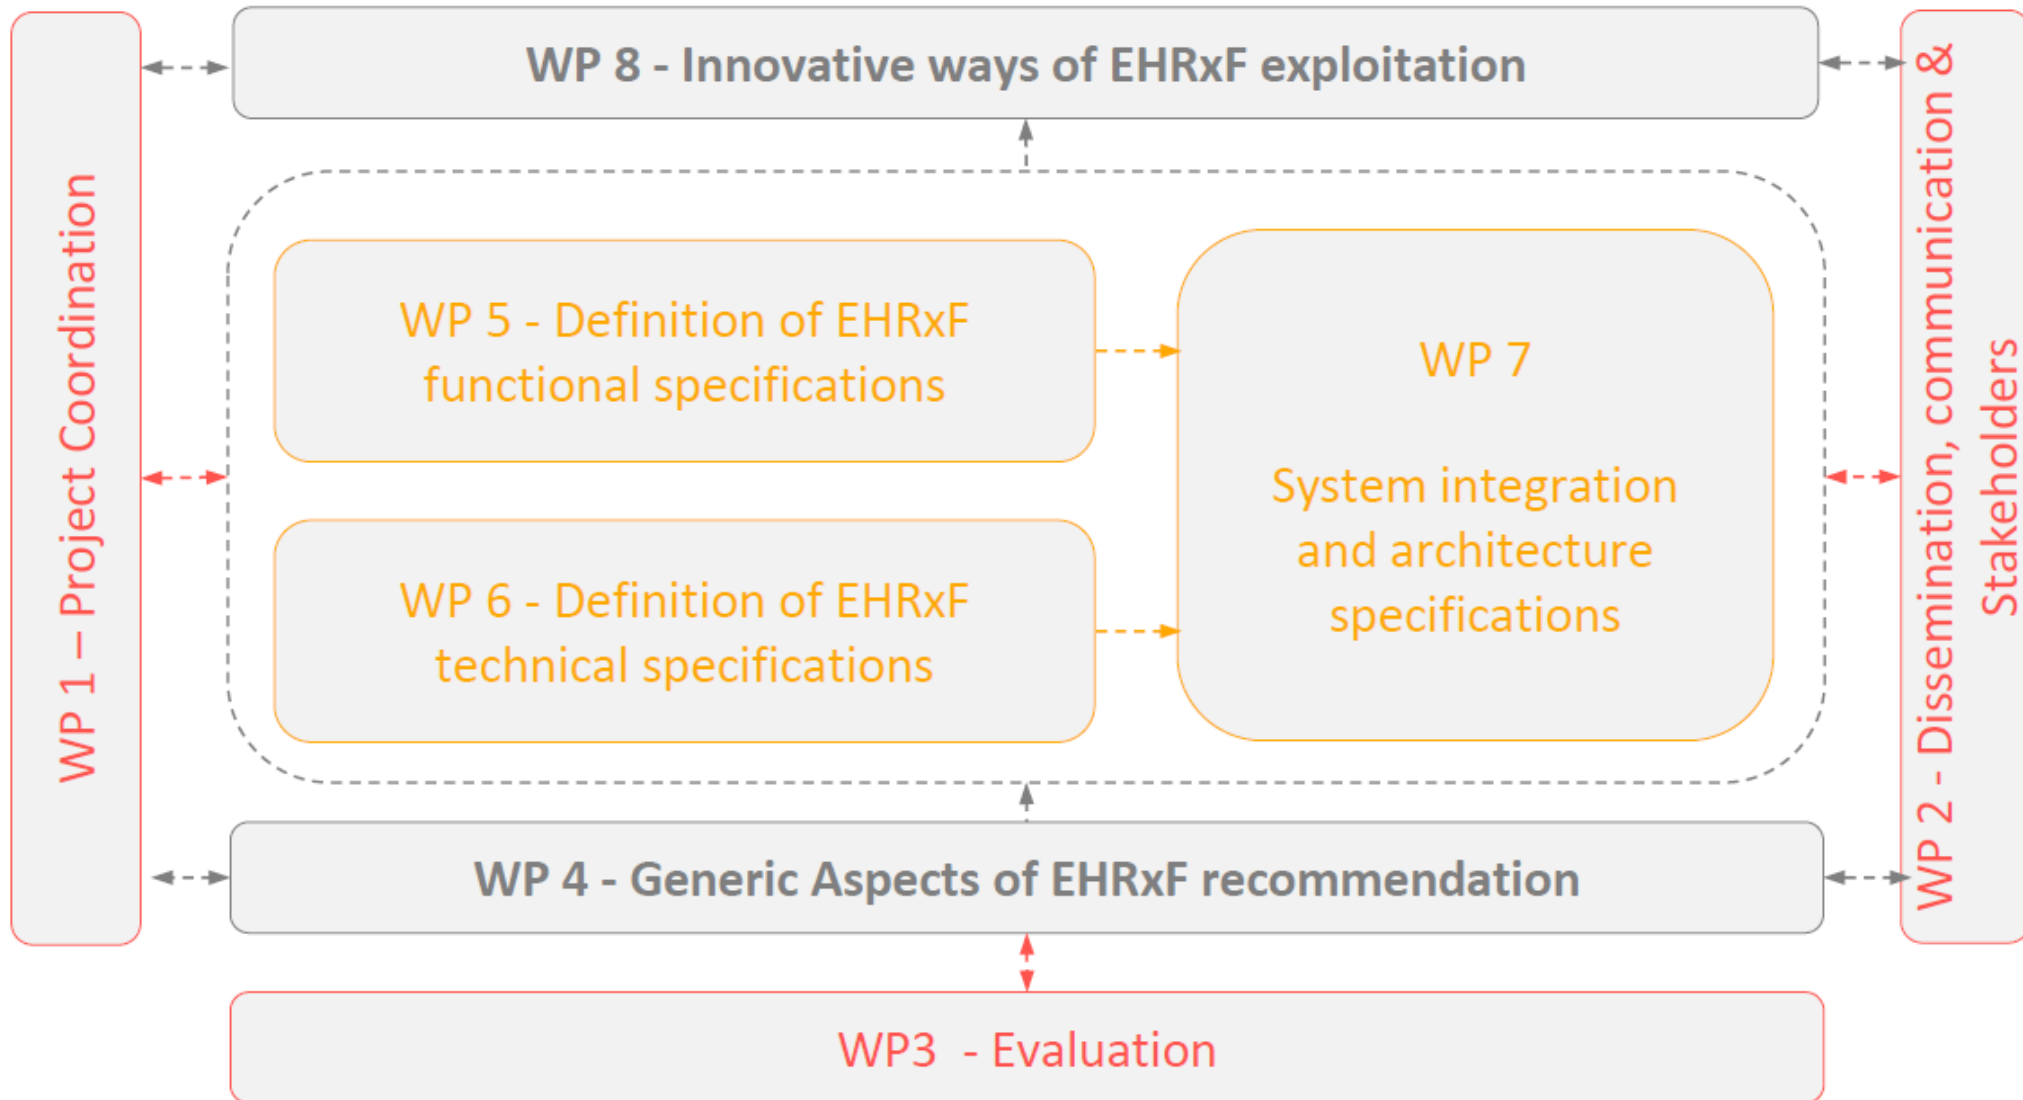 WP 8 - Innovative ways of EHRxF exploitation
WP 1 – Project Coordination
WP 5 - Definition of EHRxF
functional specifications
WP 6 - Definition of EHRxF
technical specifications
WP 7
System integration
and architecture
specifications
WP 2 - Dissemination, communication &
Stakeholders
WP 4 - Generic Aspects of EHRxF recommendation
WP3  - Evaluation